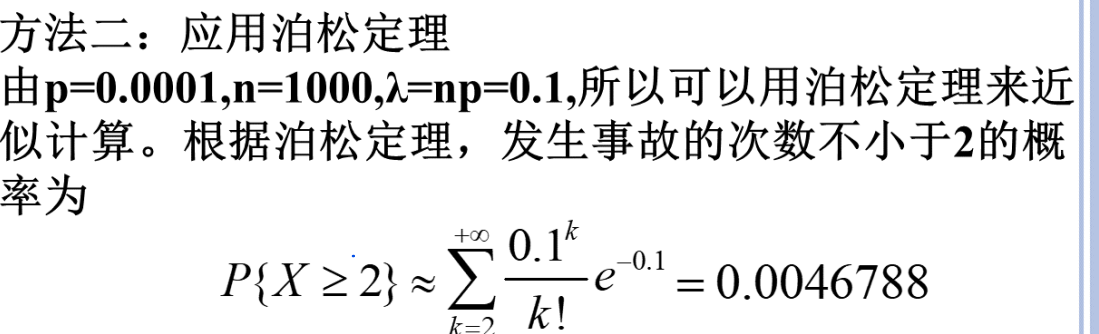 方法二：应用泊松定理
由p=0.0001,n=1000,λ=np=0.1,所以可以用泊松定理来近
似计算。根据泊松定理，发生事故的次数不小于2的概
率为
P{X ≥ 2} ≈ \sum_{k=2}^{+∞} \frac{0.1^k}{k!} e^{-0.1} = 0.0046788